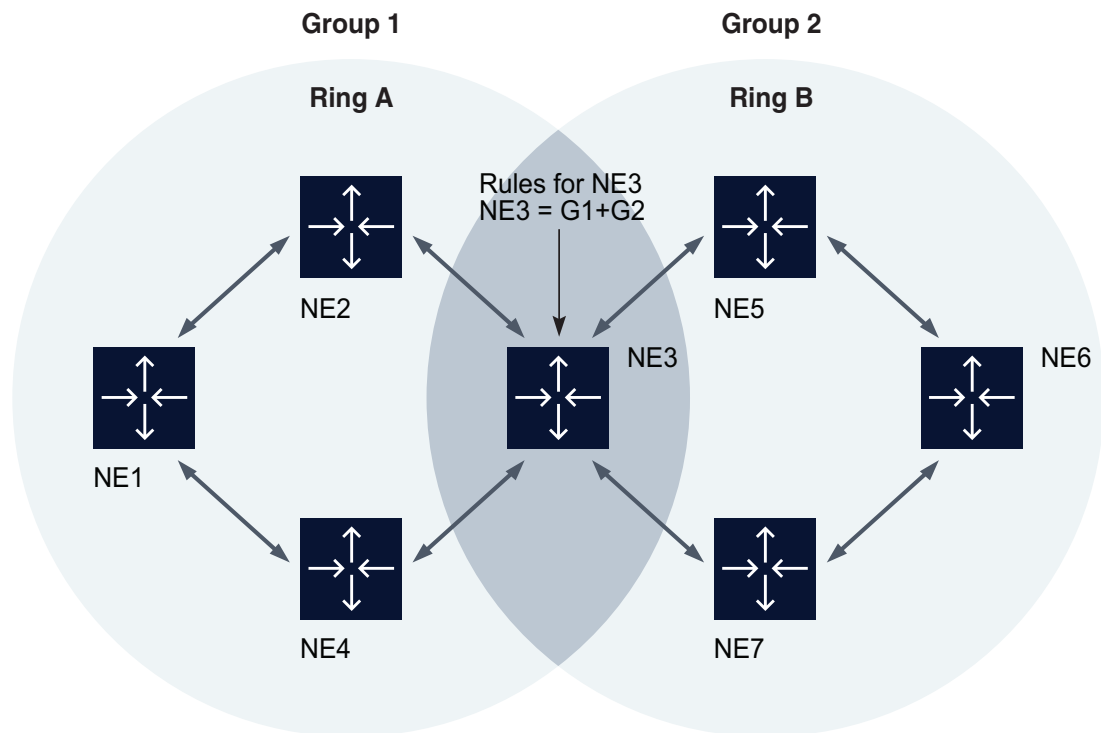 Group 1
Group 2
Ring A
Ring B
Rules for NE3
NE3 = G1+G2
NE2
NE5
NE3
NE6
NE1
NE4
NE7